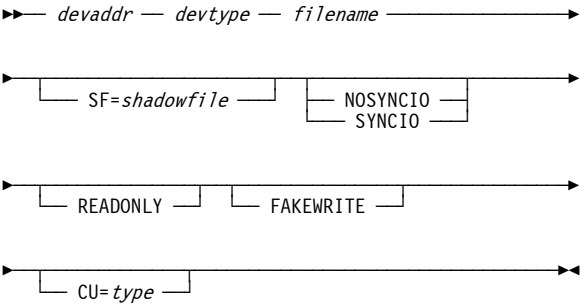 devaddr devtype filename
SF=shadowfile NOSYNCIO
SYNCIO
READONLY FAKEWRITE
CU=type